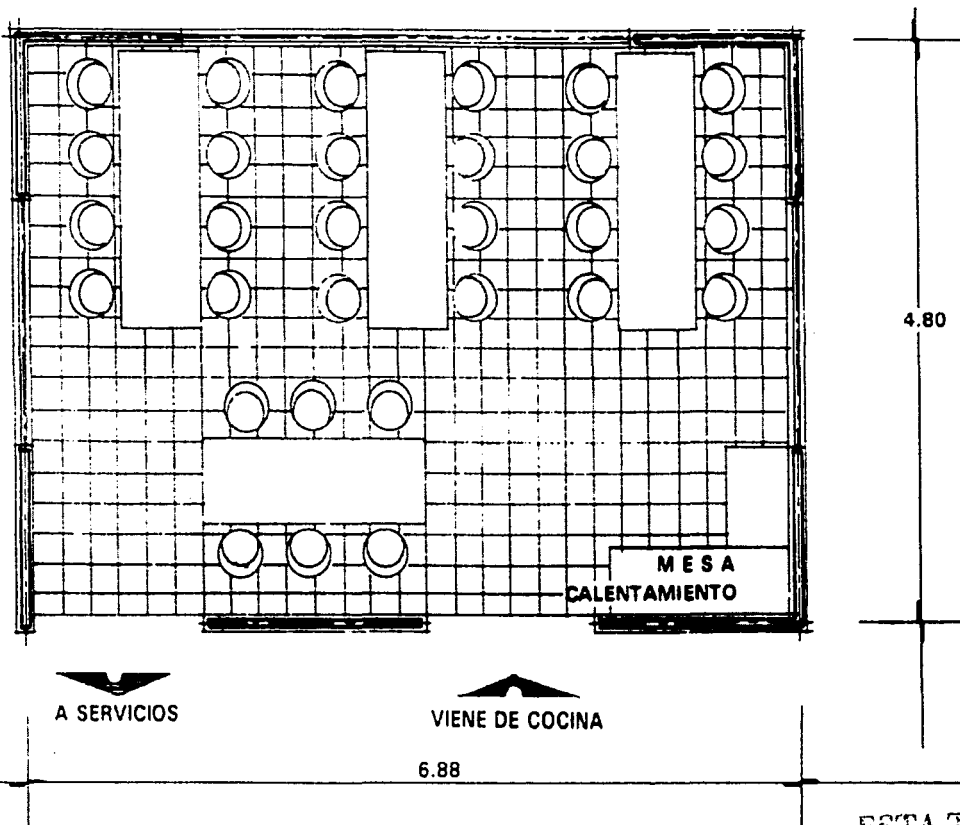 4.80
MESA
CALENTAMIENTO
A SERVICIOS
VIENE DE COCINA
6.88